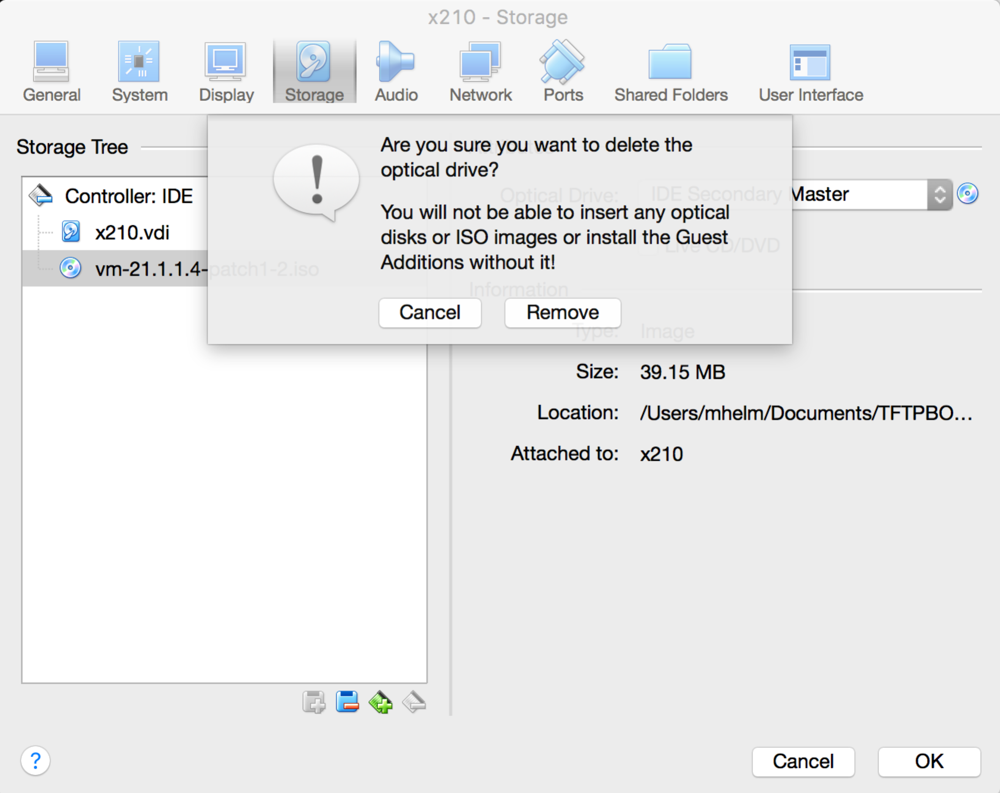 x210 - Storage
General System Display Storage Audio Network Ports Shared Folders User Interface
Storage Tree
Controller: IDE
x210.vdi
vm-21.1.1.4-patch1-2.iso
Are you sure you want to delete the
optical drive?
You will not be able to insert any optical
disks or ISO images or install the Guest
Additions without it!
Cancel Remove
Optical Drive: IDE Secondary Master
Live CD/DVD
Information
Type: Image
Size: 39.15 MB
Location: /Users/mhelm/Documents/TFTPBO...
Attached to: x210
?
Cancel OK